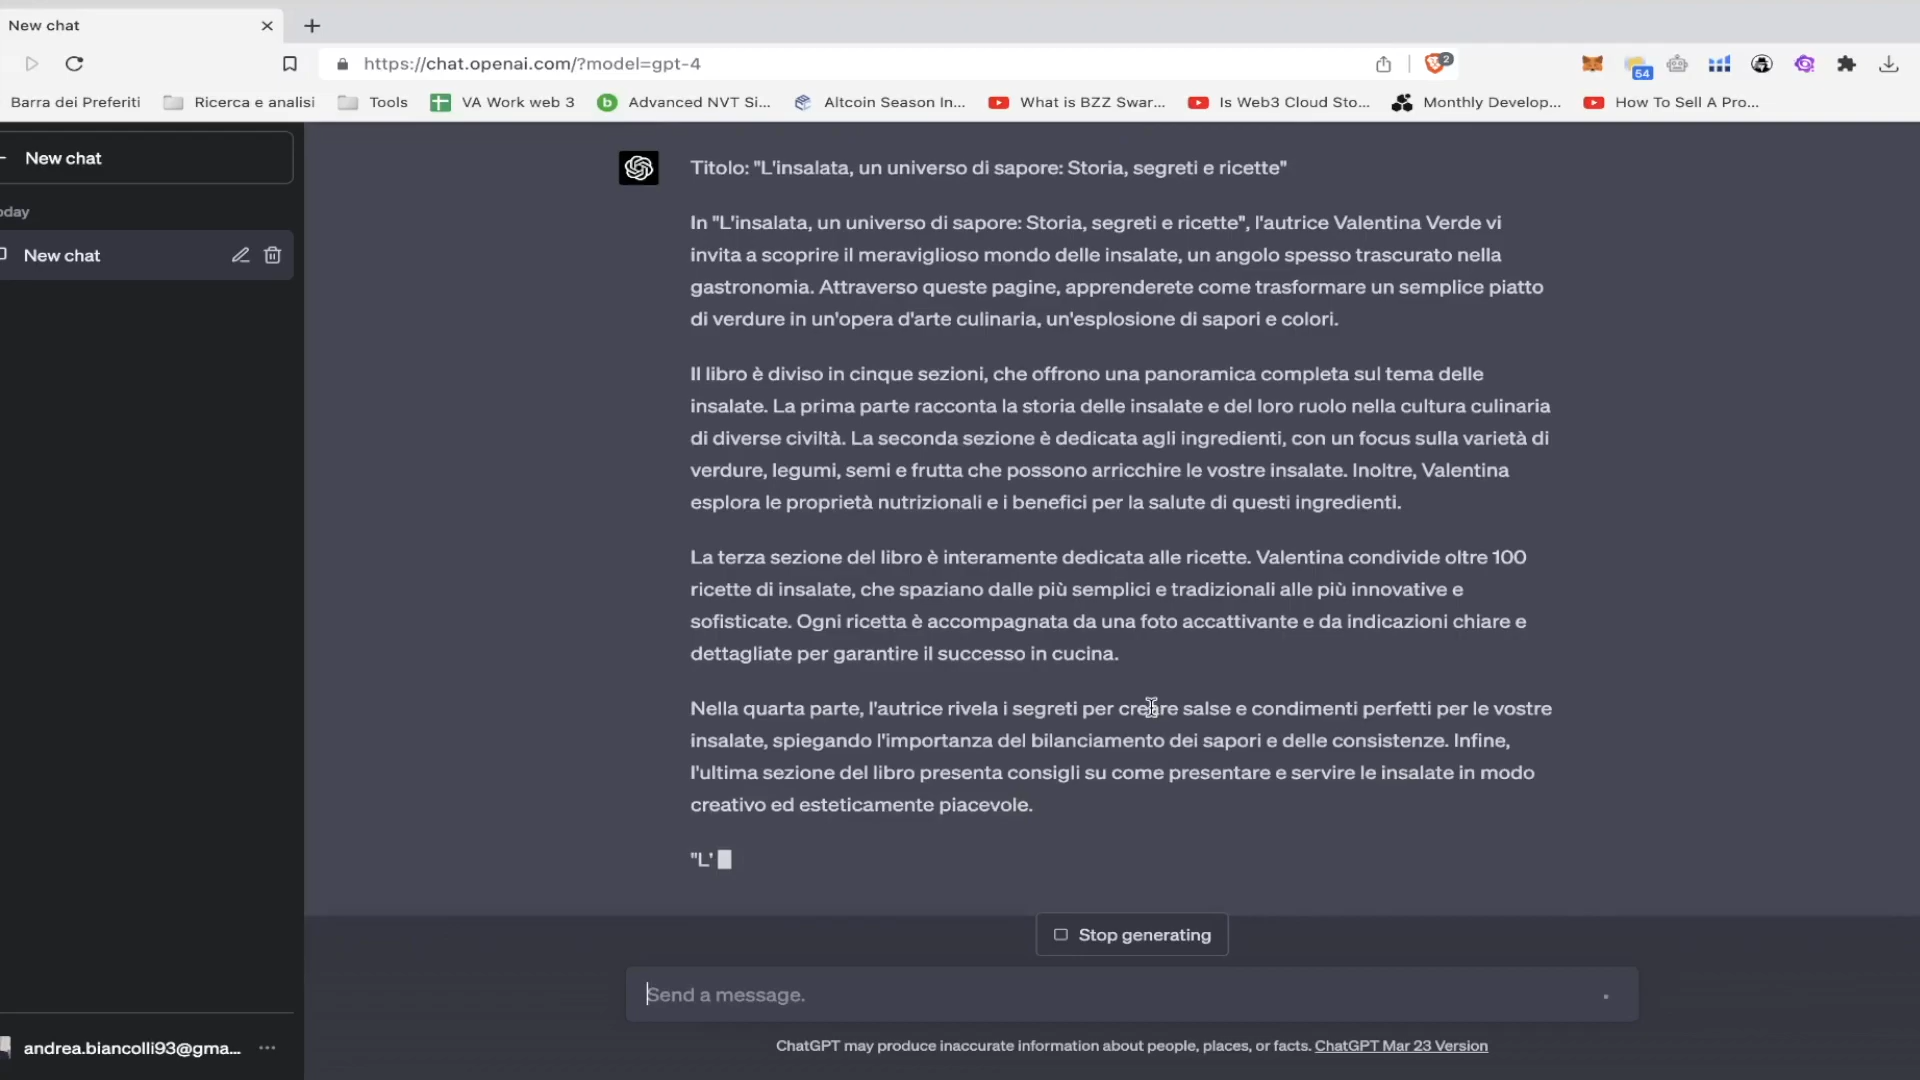 New chat
https://chat.openai.com/?model=gpt-4
2
54
Barra dei Preferiti
Ricerca e analisi
Tools
VA Work web 3
Advanced NVT Si...
Altcoin Season In...
What is BZZ Swar...
Is Web3 Cloud Sto...
Monthly Develop...
How To Sell A Pro...
New chat
oday
New chat
andrea.biancolli93@gma...
Titolo: "L'insalata, un universo di sapore: Storia, segreti e ricette"
In "L'insalata, un universo di sapore: Storia, segreti e ricette", l'autrice Valentina Verde vi
invita a scoprire il meraviglioso mondo delle insalate, un angolo spesso trascurato nella
gastronomia. Attraverso queste pagine, apprenderete come trasformare un semplice piatto
di verdure in un'opera d'arte culinaria, un'esplosione di sapori e colori.
Il libro è diviso in cinque sezioni, che offrono una panoramica completa sul tema delle
insalate. La prima parte racconta la storia delle insalate e del loro ruolo nella cultura culinaria
di diverse civiltà. La seconda sezione è dedicata agli ingredienti, con un focus sulla varietà di
verdure, legumi, semi e frutta che possono arricchire le vostre insalate. Inoltre, Valentina
esplora le proprietà nutrizionali e i benefici per la salute di questi ingredienti.
La terza sezione del libro è interamente dedicata alle ricette. Valentina condivide oltre 100
ricette di insalate, che spaziano dalle più semplici e tradizionali alle più innovative e
sofisticate. Ogni ricetta è accompagnata da una foto accattivante e da indicazioni chiare e
dettagliate per garantire il successo in cucina.
Nella quarta parte, l'autrice rivela i segreti per creare salse e condimenti perfetti per le vostre
insalate, spiegando l'importanza del bilanciamento dei sapori e delle consistenze. Infine,
l'ultima sezione del libro presenta consigli su come presentare e servire le insalate in modo
creativo ed esteticamente piacevole.
"L'
Stop generating
Send a message.
ChatGPT may produce inaccurate information about people, places, or facts. ChatGPT Mar 23 Version